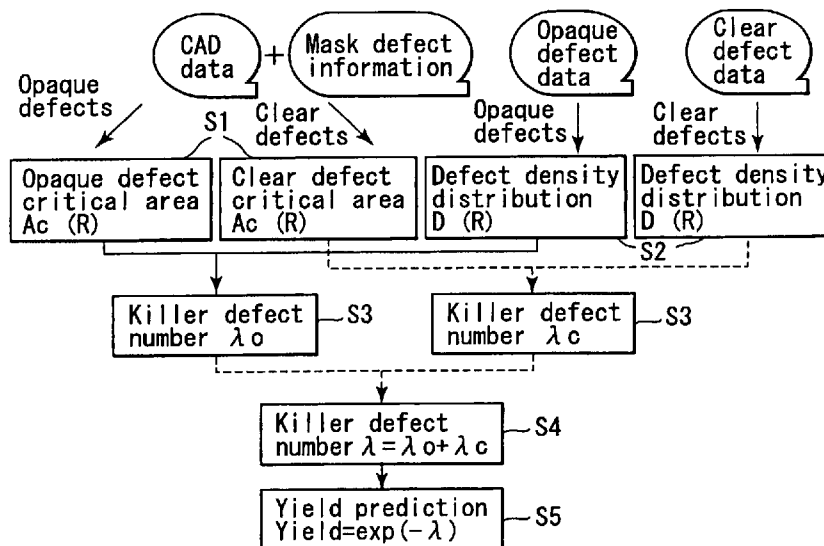 CAD
data
+
Mask defect
information
Opaque
defect
data
Clear
defect
data
Opaque
defects
S1
Clear
defects
Opaque
defects
Clear
defects
Opaque defect
critical area
Ac (R)
Clear defect
critical area
Ac (R)
Defect density
distribution
D (R)
Defect density
distribution
D (R)
S2
Killer defect
number λo
S3
Killer defect
number λc
S3
Killer defect
number λ=λo+λc
S4
Yield prediction
Yield=exp(-λ)
S5